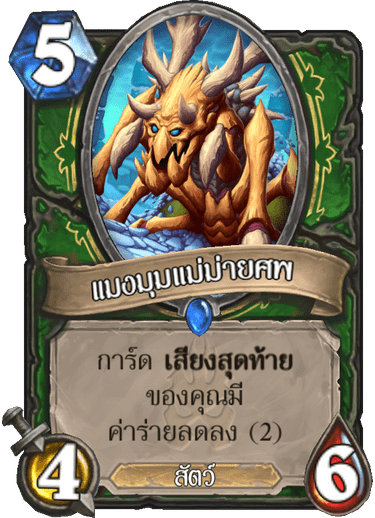 5
แมงมุมแม่ม่ายศพ
การ์ด เสียงสุดท้าย
ของคุณมี
ค่าร่ายลดลง (2)
4
สัตว์
6